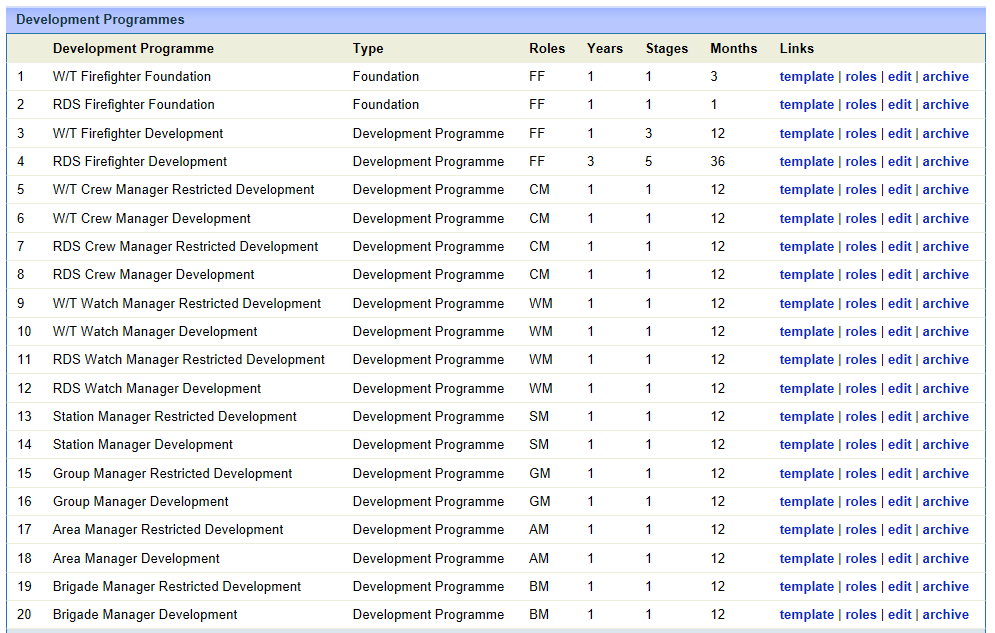 Development Programmes
Development Programme Type Roles Years Stages Months Links
1 W/T Firefighter Foundation Foundation FF 1 1 3 template | roles | edit | archive
2 RDS Firefighter Foundation Foundation FF 1 1 1 template | roles | edit | archive
3 W/T Firefighter Development Development Programme FF 1 3 12 template | roles | edit | archive
4 RDS Firefighter Development Development Programme FF 3 5 36 template | roles | edit | archive
5 W/T Crew Manager Restricted Development Development Programme CM 1 1 12 template | roles | edit | archive
6 W/T Crew Manager Development Development Programme CM 1 1 12 template | roles | edit | archive
7 RDS Crew Manager Restricted Development Development Programme CM 1 1 12 template | roles | edit | archive
8 RDS Crew Manager Development Development Programme CM 1 1 12 template | roles | edit | archive
9 W/T Watch Manager Restricted Development Development Programme WM 1 1 12 template | roles | edit | archive
10 W/T Watch Manager Development Development Programme WM 1 1 12 template | roles | edit | archive
11 RDS Watch Manager Restricted Development Development Programme WM 1 1 12 template | roles | edit | archive
12 RDS Watch Manager Development Development Programme WM 1 1 12 template | roles | edit | archive
13 Station Manager Restricted Development Development Programme SM 1 1 12 template | roles | edit | archive
14 Station Manager Development Development Programme SM 1 1 12 template | roles | edit | archive
15 Group Manager Restricted Development Development Programme GM 1 1 12 template | roles | edit | archive
16 Group Manager Development Development Programme GM 1 1 12 template | roles | edit | archive
17 Area Manager Restricted Development Development Programme AM 1 1 12 template | roles | edit | archive
18 Area Manager Development Development Programme AM 1 1 12 template | roles | edit | archive
19 Brigade Manager Restricted Development Development Programme BM 1 1 12 template | roles | edit | archive
20 Brigade Manager Development Development Programme BM 1 1 12 template | roles | edit | archive